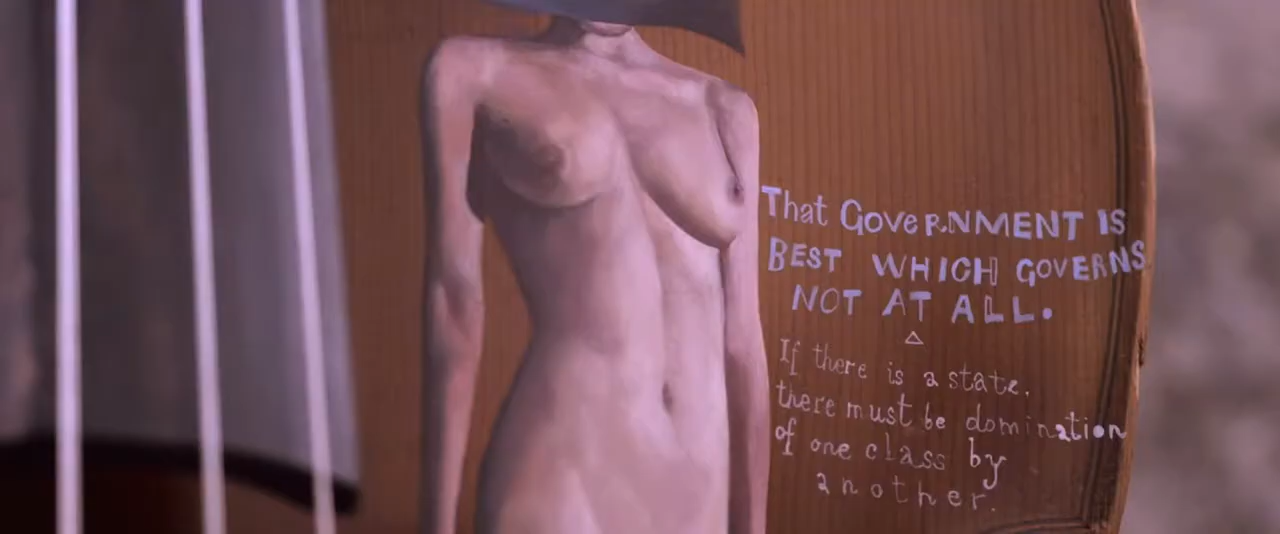 That GOVERNMENT IS
BEST WHICH GOVERNS
NOT AT ALL.
If there is a state,
there must be domination
of one class by
another.